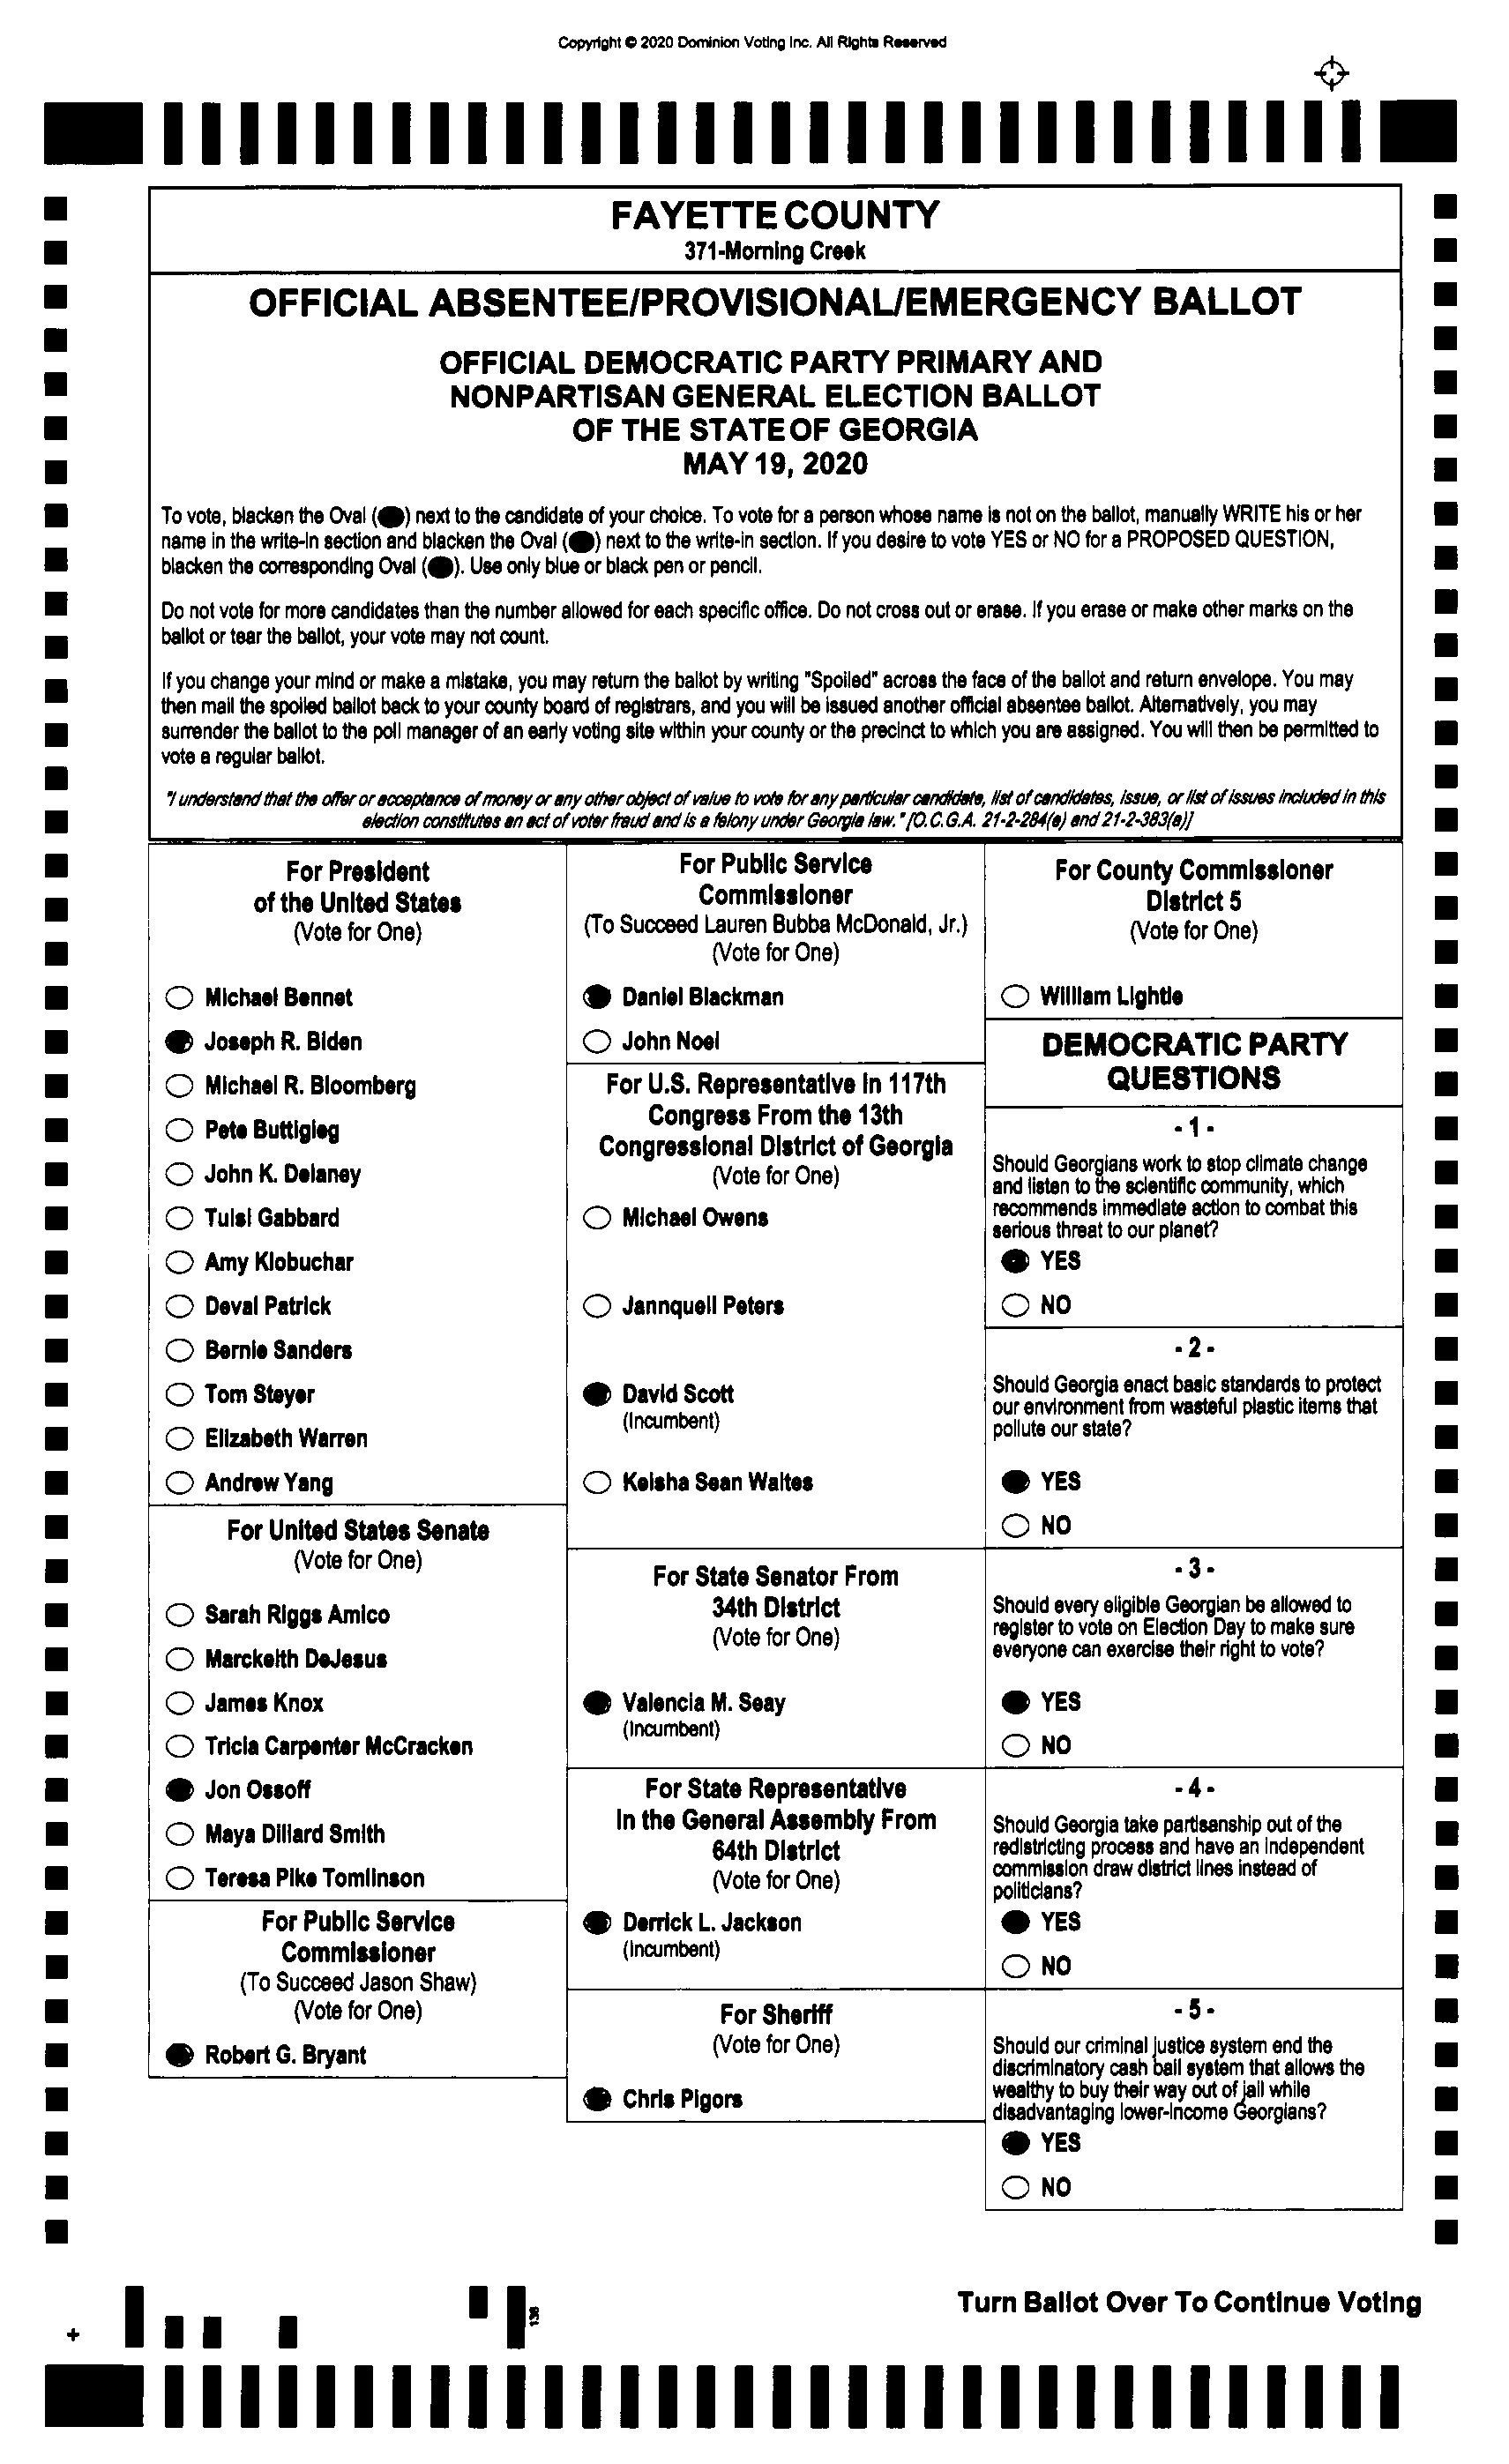 Copyright © 2020 Dominion Voting Inc. All Rights Reserved
FAYETTE COUNTY
371-Morning Creek
OFFICIAL ABSENTEE/PROVISIONAL/EMERGENCY BALLOT
OFFICIAL DEMOCRATIC PARTY PRIMARY AND
NONPARTISAN GENERAL ELECTION BALLOT
OF THE STATE OF GEORGIA
MAY 19, 2020
To vote, blacken the Oval (⬤) next to the candidate of your choice. To vote for a person whose name is not on the ballot, manually WRITE his or her
name in the write-in section and blacken the Oval (⬤) next to the write-in section. If you desire to vote YES or NO for a PROPOSED QUESTION,
blacken the corresponding Oval (⬤). Use only blue or black pen or pencil.
Do not vote for more candidates than the number allowed for each specific office. Do not cross out or erase. If you erase or make other marks on the
ballot or tear the ballot, your vote may not count.
If you change your mind or make a mistake, you may return the ballot by writing "Spoiled" across the face of the ballot and return envelope. You may
then mail the spoiled ballot back to your county board of registrars, and you will be issued another official absentee ballot. Alternatively, you may
surrender the ballot to the poll manager of an early voting site within your county or the precinct to which you are assigned. You will then be permitted to
vote a regular ballot.
"I understand that the offer or acceptance of money or any other object of value to vote for any particular candidate, list of candidates, issue, or list of issues included in this
election constitutes an act of voter fraud and is a felony under Georgia law." [O.C.G.A. 21-2-284(e) and 21-2-383(a)]
For President
of the United States
(Vote for One)
Michael Bennet
Joseph R. Biden
Michael R. Bloomberg
Pete Buttigieg
John K. Delaney
Tulsi Gabbard
Amy Klobuchar
Deval Patrick
Bernie Sanders
Tom Steyer
Elizabeth Warren
Andrew Yang
For United States Senate
(Vote for One)
Sarah Riggs Amico
Marckeith DeJesus
James Knox
Tricia Carpenter McCracken
Jon Ossoff
Maya Dillard Smith
Teresa Pike Tomlinson
For Public Service
Commissioner
(To Succeed Jason Shaw)
(Vote for One)
Robert G. Bryant
For Public Service
Commissioner
(To Succeed Lauren Bubba McDonald, Jr.)
(Vote for One)
Daniel Blackman
John Noel
For U.S. Representative in 117th
Congress From the 13th
Congressional District of Georgia
(Vote for One)
Michael Owens
Jannquell Peters
David Scott
(Incumbent)
Keisha Sean Waites
For State Senator From
34th District
(Vote for One)
Valencia M. Seay
(Incumbent)
For State Representative
In the General Assembly From
64th District
(Vote for One)
Derrick L. Jackson
(Incumbent)
For Sheriff
(Vote for One)
Chris Pigors
For County Commissioner
District 5
(Vote for One)
William Lightle
DEMOCRATIC PARTY
QUESTIONS
- 1 -
Should Georgians work to stop climate change
and listen to the scientific community, which
recommends immediate action to combat this
serious threat to our planet?
YES
NO
- 2 -
Should Georgia enact basic standards to protect
our environment from wasteful plastic items that
pollute our state?
YES
NO
- 3 -
Should every eligible Georgian be allowed to
register to vote on Election Day to make sure
everyone can exercise their right to vote?
YES
NO
- 4 -
Should Georgia take partisanship out of the
redistricting process and have an independent
commission draw district lines instead of
politicians?
YES
NO
- 5 -
Should our criminal justice system end the
discriminatory cash bail system that allows the
wealthy to buy their way out of jail while
disadvantaging lower-income Georgians?
YES
NO
136
Turn Ballot Over To Continue Voting